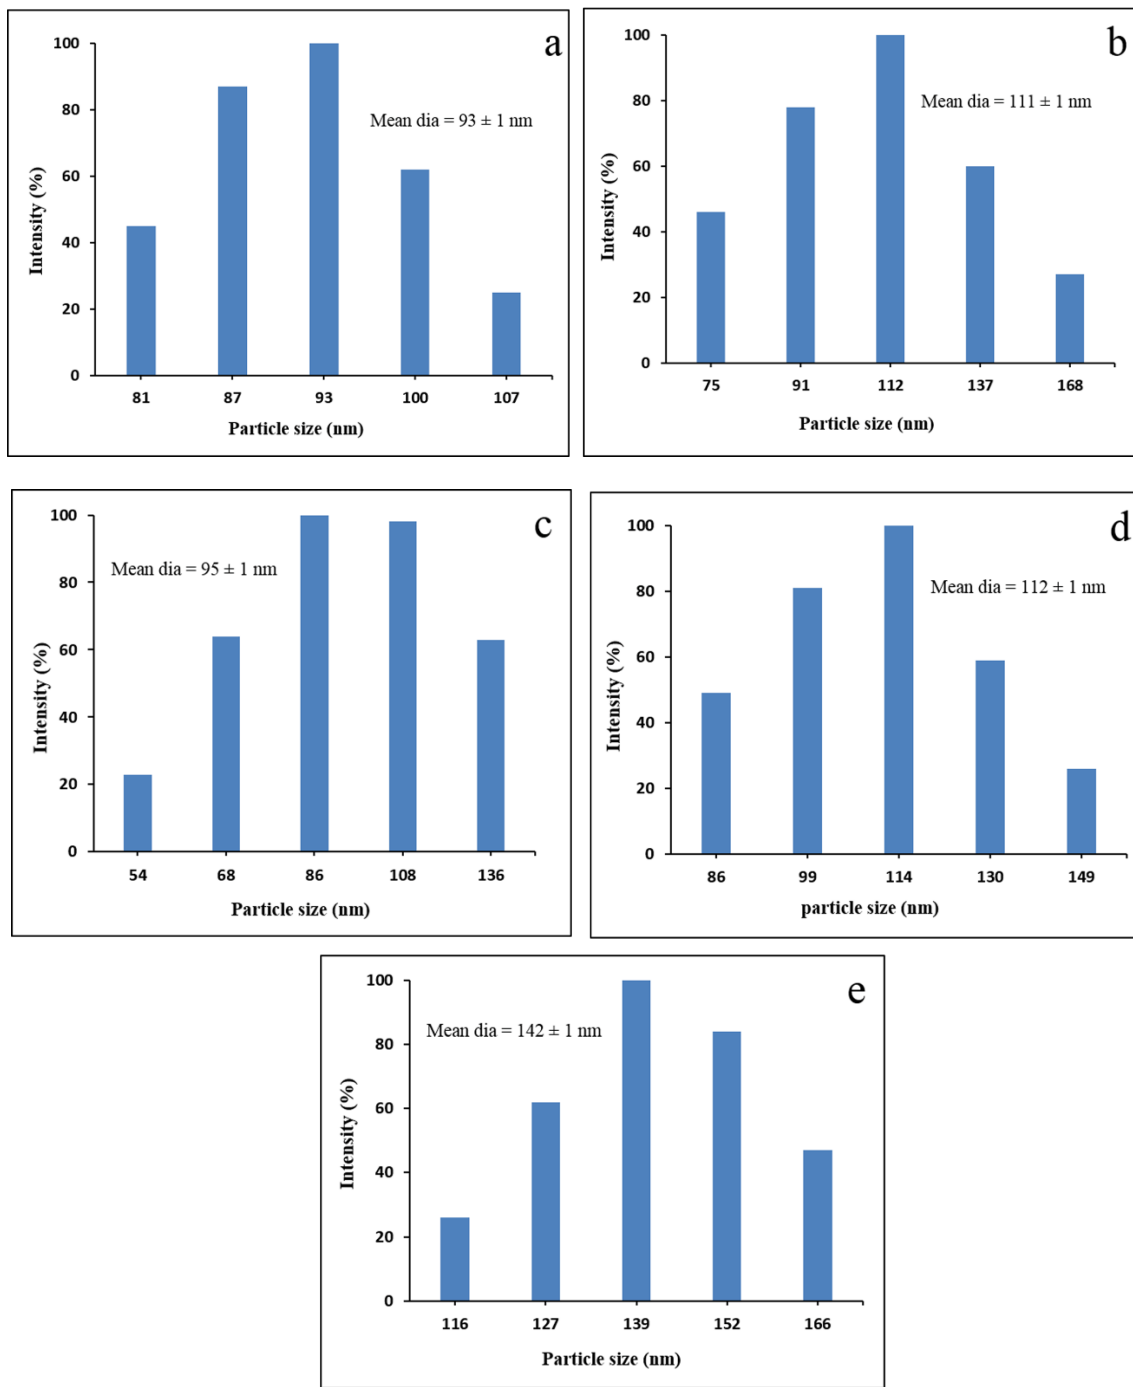 a
100
80
60
40
20
0
Intensity (%)
Mean dia = 93 ± 1 nm
81 87 93 100 107
Particle size (nm)
b
100
80
60
40
20
0
Intensity (%)
Mean dia = 111 ± 1 nm
75 91 112 137 168
Particle size (nm)
c
100
80
60
40
20
0
Intensity (%)
Mean dia = 95 ± 1 nm
54 68 86 108 136
Particle size (nm)
d
100
80
60
40
20
0
Intensity (%)
Mean dia = 112 ± 1 nm
86 99 114 130 149
particle size (nm)
e
100
80
60
40
20
0
Intensity (%)
Mean dia = 142 ± 1 nm
116 127 139 152 166
Particle size (nm)